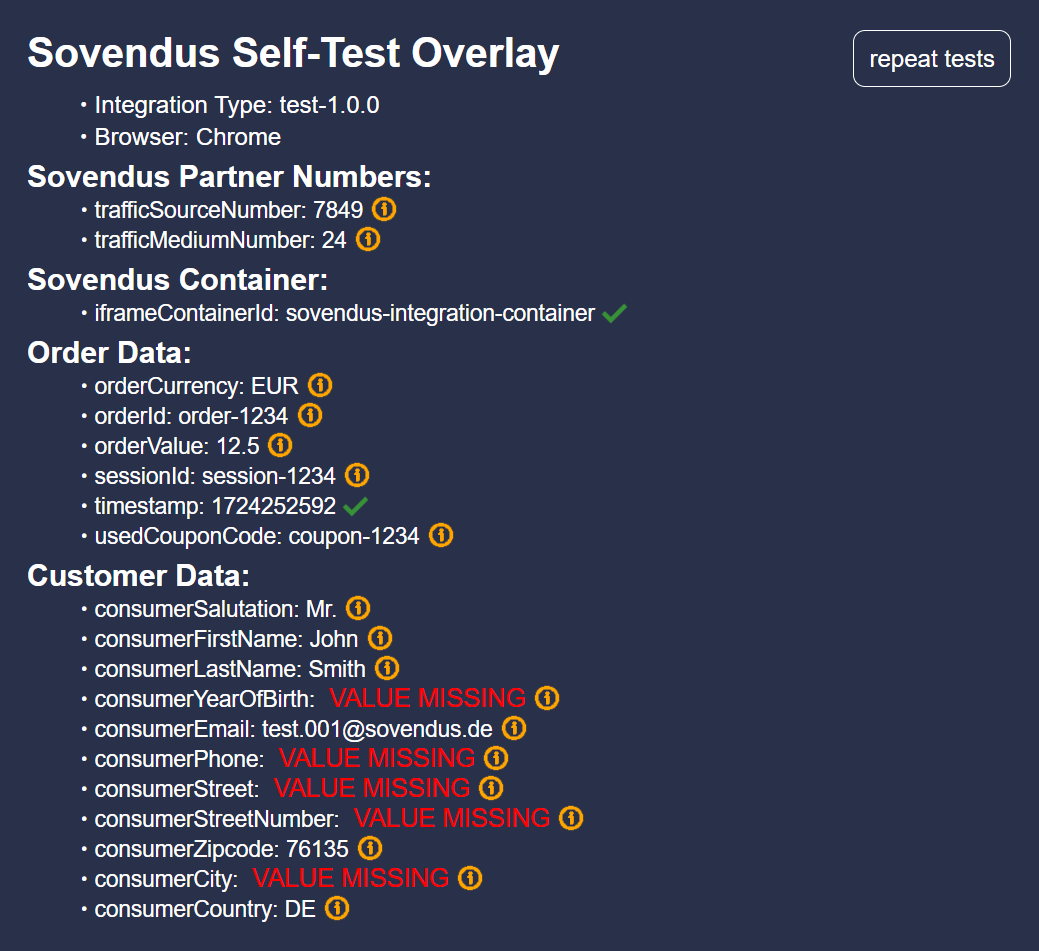 Sovendus Self-Test Overlay
repeat tests
• Integration Type: test-1.0.0
• Browser: Chrome
Sovendus Partner Numbers:
• trafficSourceNumber: 7849
• trafficMediumNumber: 24
Sovendus Container:
• iframeContainerId: sovendus-integration-container
Order Data:
• orderCurrency: EUR
• orderId: order-1234
• orderValue: 12.5
• sessionId: session-1234
• timestamp: 1724252592
• usedCouponCode: coupon-1234
Customer Data:
• consumerSalutation: Mr.
• consumerFirstName: John
• consumerLastName: Smith
• consumerYearOfBirth: VALUE MISSING
• consumerEmail: test.001@sovendus.de
• consumerPhone: VALUE MISSING
• consumerStreet: VALUE MISSING
• consumerStreetNumber: VALUE MISSING
• consumerZipcode: 76135
• consumerCity: VALUE MISSING
• consumerCountry: DE